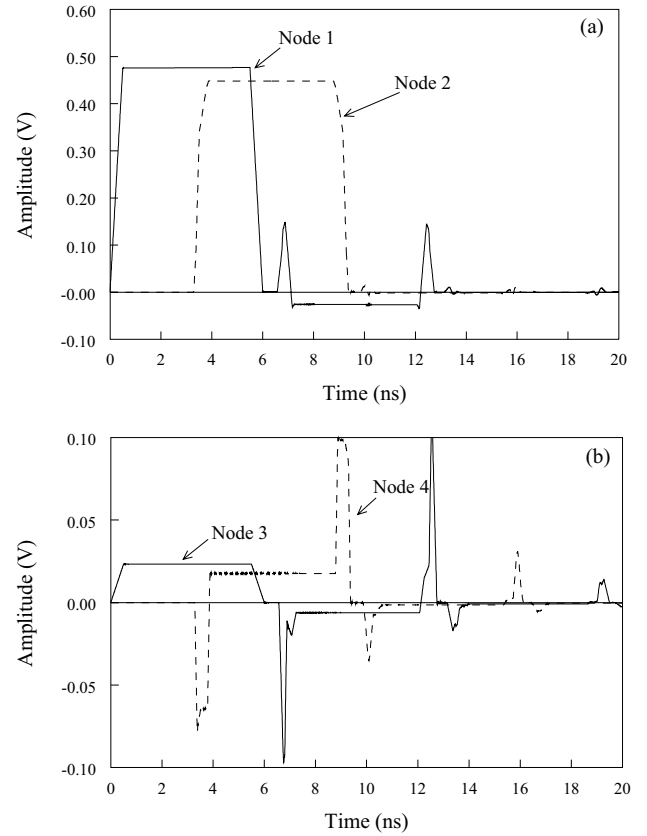 0.60
(a)
Node 1
0.50
Node 2
0.40
0.30
0.20
0.10
-0.00
-0.10
Amplitude (V)
0 2 4 6 8 10 12 14 16 18 20
Time (ns)
0.10
(b)
Node 4
0.05
Node 3
0.00
-0.05
-0.10
Amplitude (V)
0 2 4 6 8 10 12 14 16 18 20
Time (ns)